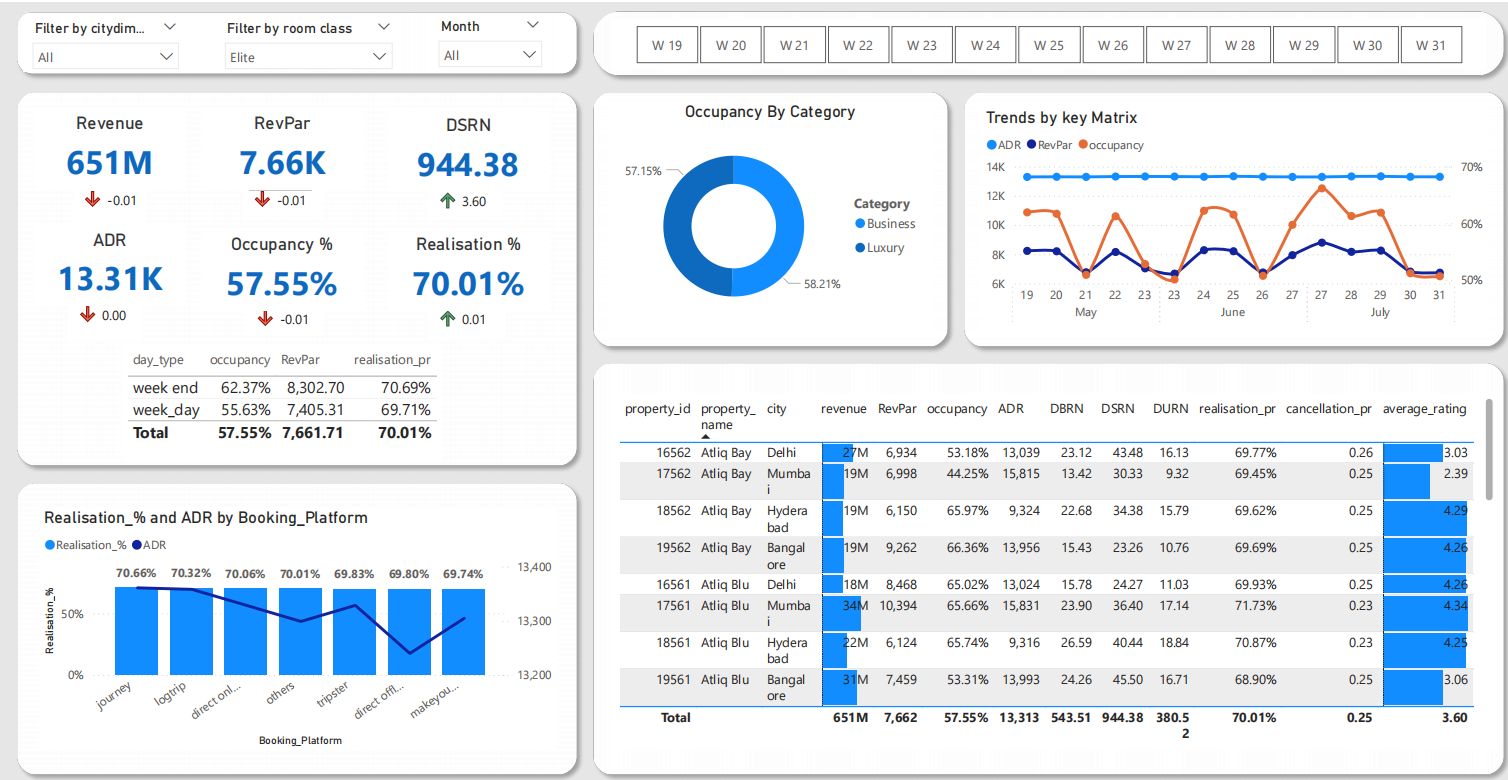 Filter by citydim...
All
Filter by room class
Elite
Month
All
W 19 W 20 W 21 W 22 W 23 W 24 W 25 W 26 W 27 W 28 W 29 W 30 W 31
Revenue RevPar DSRN
651M 7.66K 944.38
-0.01 -0.01 3.60
ADR Occupancy % Realisation %
13.31K 57.55% 70.01%
0.00 -0.01 0.01
day_type occupancy RevPar realisation_pr
week end 62.37% 8,302.70 70.69%
week_day 55.63% 7,405.31 69.71%
Total 57.55% 7,661.71 70.01%
Occupancy By Category
57.15%
58.21%
Category
Business
Luxury
Trends by key Matrix
ADR RevPar occupancy
14K
12K
10K
8K
6K
70%
60%
50%
19 20 21 22 23 23 24 25 26 27 27 28 29 30 31
May June July
Realisation_% and ADR by Booking_Platform
Realisation_% ADR
70.66% 70.32% 70.06% 70.01% 69.83% 69.80% 69.74%
Realisation_%
50%
0%
13,400
13,300
13,200
journey logtrip direct onl... others tripster direct offl... makeyou...
Booking_Platform
property_id property_ city revenue RevPar occupancy ADR DBRN DSRN DURN realisation_pr cancellation_pr average_rating
name
16562 Atliq Bay Delhi 27M 6,934 53.18% 13,039 23.12 43.48 16.13 69.77% 0.26 3.03
17562 Atliq Bay Mumba 19M 6,998 44.25% 15,815 13.42 30.33 9.32 69.45% 0.25 2.39
i
18562 Atliq Bay Hydera 19M 6,150 65.97% 9,324 22.68 34.38 15.79 69.62% 0.25 4.29
bad
19562 Atliq Bay Bangal 19M 9,262 66.36% 13,956 15.43 23.26 10.76 69.69% 0.25 4.26
ore
16561 Atliq Blu Delhi 18M 8,468 65.02% 13,024 15.78 24.27 11.03 69.93% 0.25 4.26
17561 Atliq Blu Mumba 34M 10,394 65.66% 15,831 23.90 36.40 17.14 71.73% 0.23 4.34
i
18561 Atliq Blu Hydera 22M 6,124 65.74% 9,316 26.59 40.44 18.84 70.87% 0.23 4.25
bad
19561 Atliq Blu Bangal 31M 7,459 53.31% 13,993 24.26 45.50 16.71 68.90% 0.25 3.06
ore
Total 651M 7,662 57.55% 13,313 543.51 944.38 380.5 70.01% 0.25 3.60
2